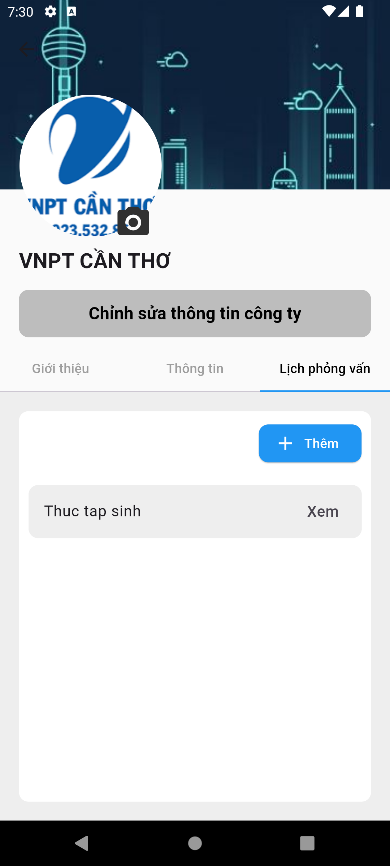 7:30
VNPT CẦN THƠ
VNPT CẦN THƠ
Chỉnh sửa thông tin công ty
Giới thiệu
Thông tin
Lịch phỏng vấn
Thêm
Thuc tap sinh
Xem